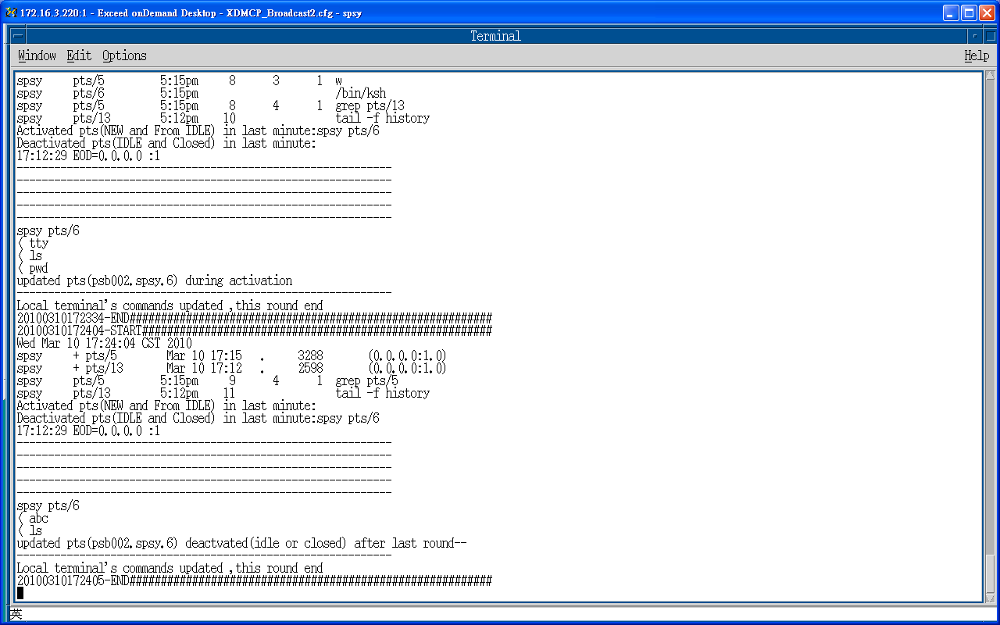 172.16.3.220:1 - Exceed onDemand Desktop - XDMCP_Broadcast2.cfg - spsy
Terminal
Window Edit Options Help
spsy     pts/5         5:15pm     8      3      1  w
spsy     pts/6         5:15pm                      /bin/ksh
spsy     pts/5         5:15pm     8      4      1  grep pts/13
spsy     pts/13        5:12pm    10                tail -f history
Activated pts(NEW and From IDLE) in last minute:spsy pts/6
Deactivated pts(IDLE and Closed) in last minute:
17:12:29 EOD=0.0.0.0 :1
------------------------------------------------------------
------------------------------------------------------------
------------------------------------------------------------
------------------------------------------------------------
------------------------------------------------------------
spsy pts/6
< tty
< ls
< pwd
updated pts(psb002.spsy.6) during activation
------------------------------------------------------------
Local terminal's commands updated ,this round end
20100310172334-END##########################################################
20100310172404-START########################################################
Wed Mar 10 17:24:04 CST 2010
spsy     + pts/5        Mar 10 17:15   .     3288       (0.0.0.0:1.0)
spsy     + pts/13       Mar 10 17:12   .     2598       (0.0.0.0:1.0)
spsy     pts/5         5:15pm     9      4      1  grep pts/5
spsy     pts/13        5:12pm    11                tail -f history
Activated pts(NEW and From IDLE) in last minute:
Deactivated pts(IDLE and Closed) in last minute:spsy pts/6
17:12:29 EOD=0.0.0.0 :1
------------------------------------------------------------
------------------------------------------------------------
------------------------------------------------------------
------------------------------------------------------------
------------------------------------------------------------
spsy pts/6
< abc
< ls
updated pts(psb002.spsy.6) deactvated(idle or closed) after last round--
------------------------------------------------------------
Local terminal's commands updated ,this round end
20100310172405-END##########################################################
英